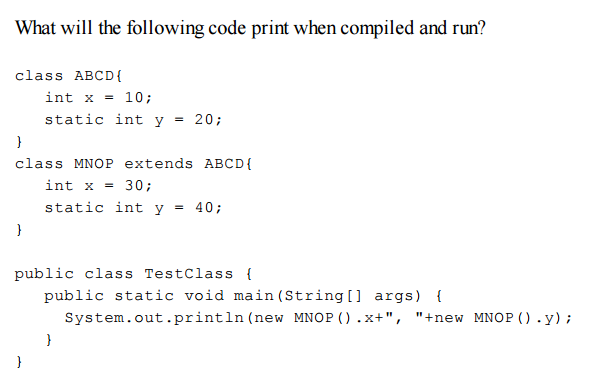 What will the following code print when compiled and run?
class ABCD{
int x = 10;
static int y = 20;
}
class MNOP extends ABCD{
int x = 30;
static int y = 40;
}
public class TestClass {
public static void main(String[] args) {
System.out.println(new MNOP().x+", "+new MNOP().y);
}
}